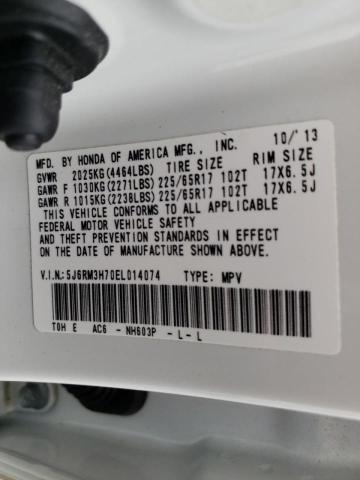 MFD. BY HONDA OF AMERICA MFG., INC. 10/'13
GVWR 2025KG(4464LBS) TIRE SIZE RIM SIZE
GAWR F 1030KG(2271LBS)225/65R17 102T 17X6.5J
GAWR R 1015KG(2238LBS)225/65R17 102T 17X6.5J
THIS VEHICLE CONFORMS TO ALL APPLICABLE
FEDERAL MOTOR VEHICLE SAFETY
AND THEFT PREVENTION STANDARDS IN EFFECT
ON THE DATE OF MANUFACTURE SHOWN ABOVE.
V.I.N.:5J6RM3H70EL014074 TYPE: MPV
T0H E AC6 - NH603P - L- L